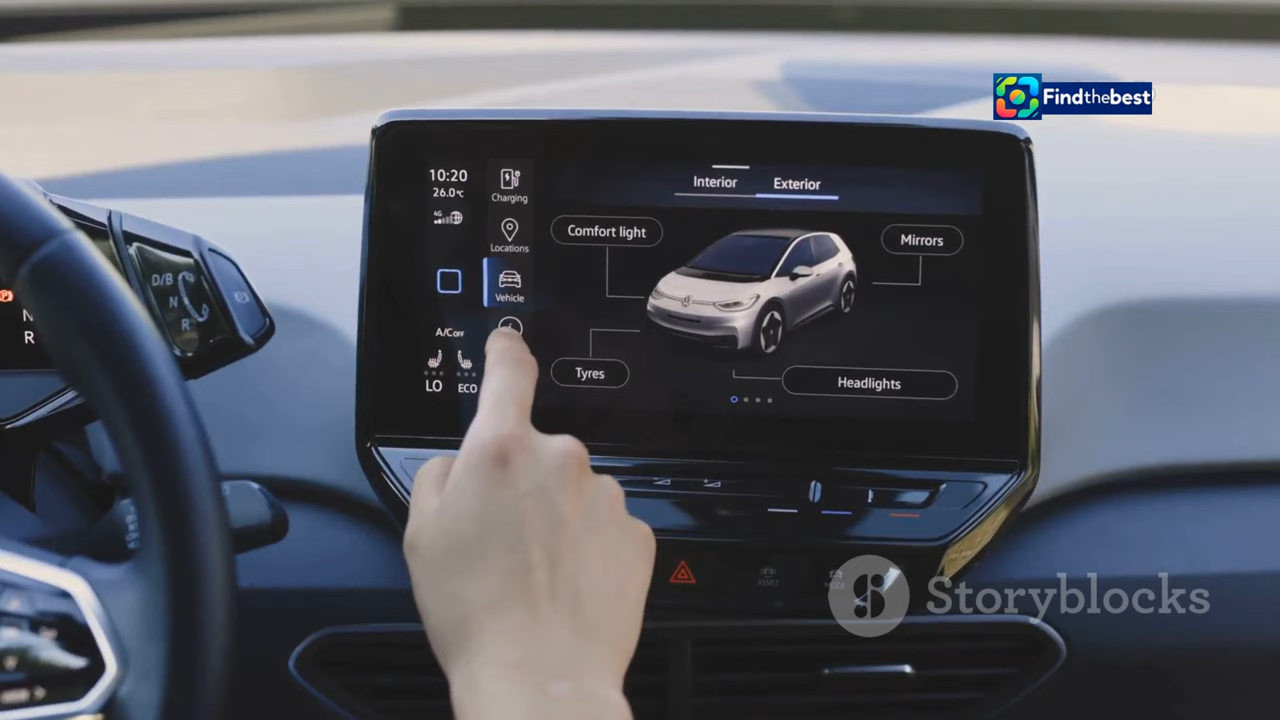 Findthebest
10:20
26.0°C
4G
Charging
Locations
Vehicle
A/C OFF
LO
ECO
Interior
Exterior
Comfort light
Mirrors
Tyres
Headlights
D/B
N
R
N
R
ASSIST
Storyblocks